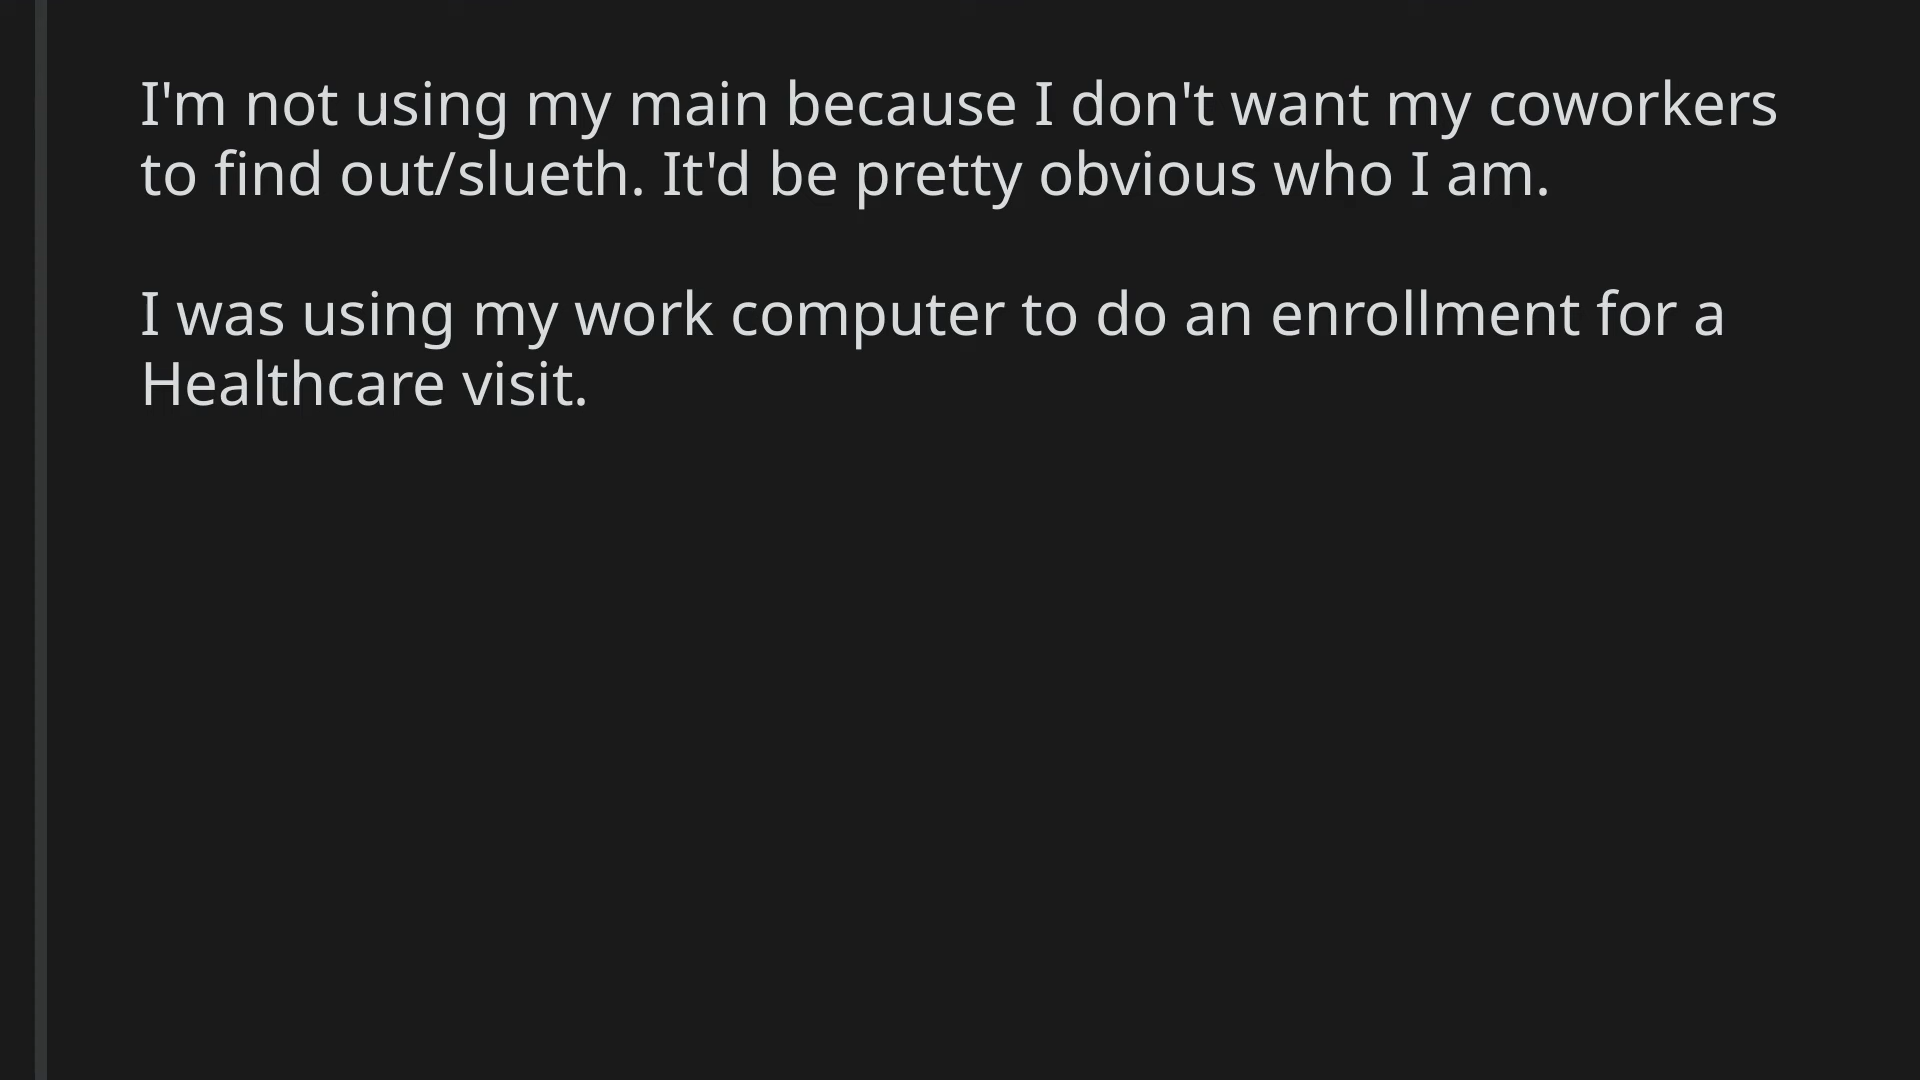 I'm not using my main because I don't want my coworkers
to find out/slueth. It'd be pretty obvious who I am.
I was using my work computer to do an enrollment for a
Healthcare visit.